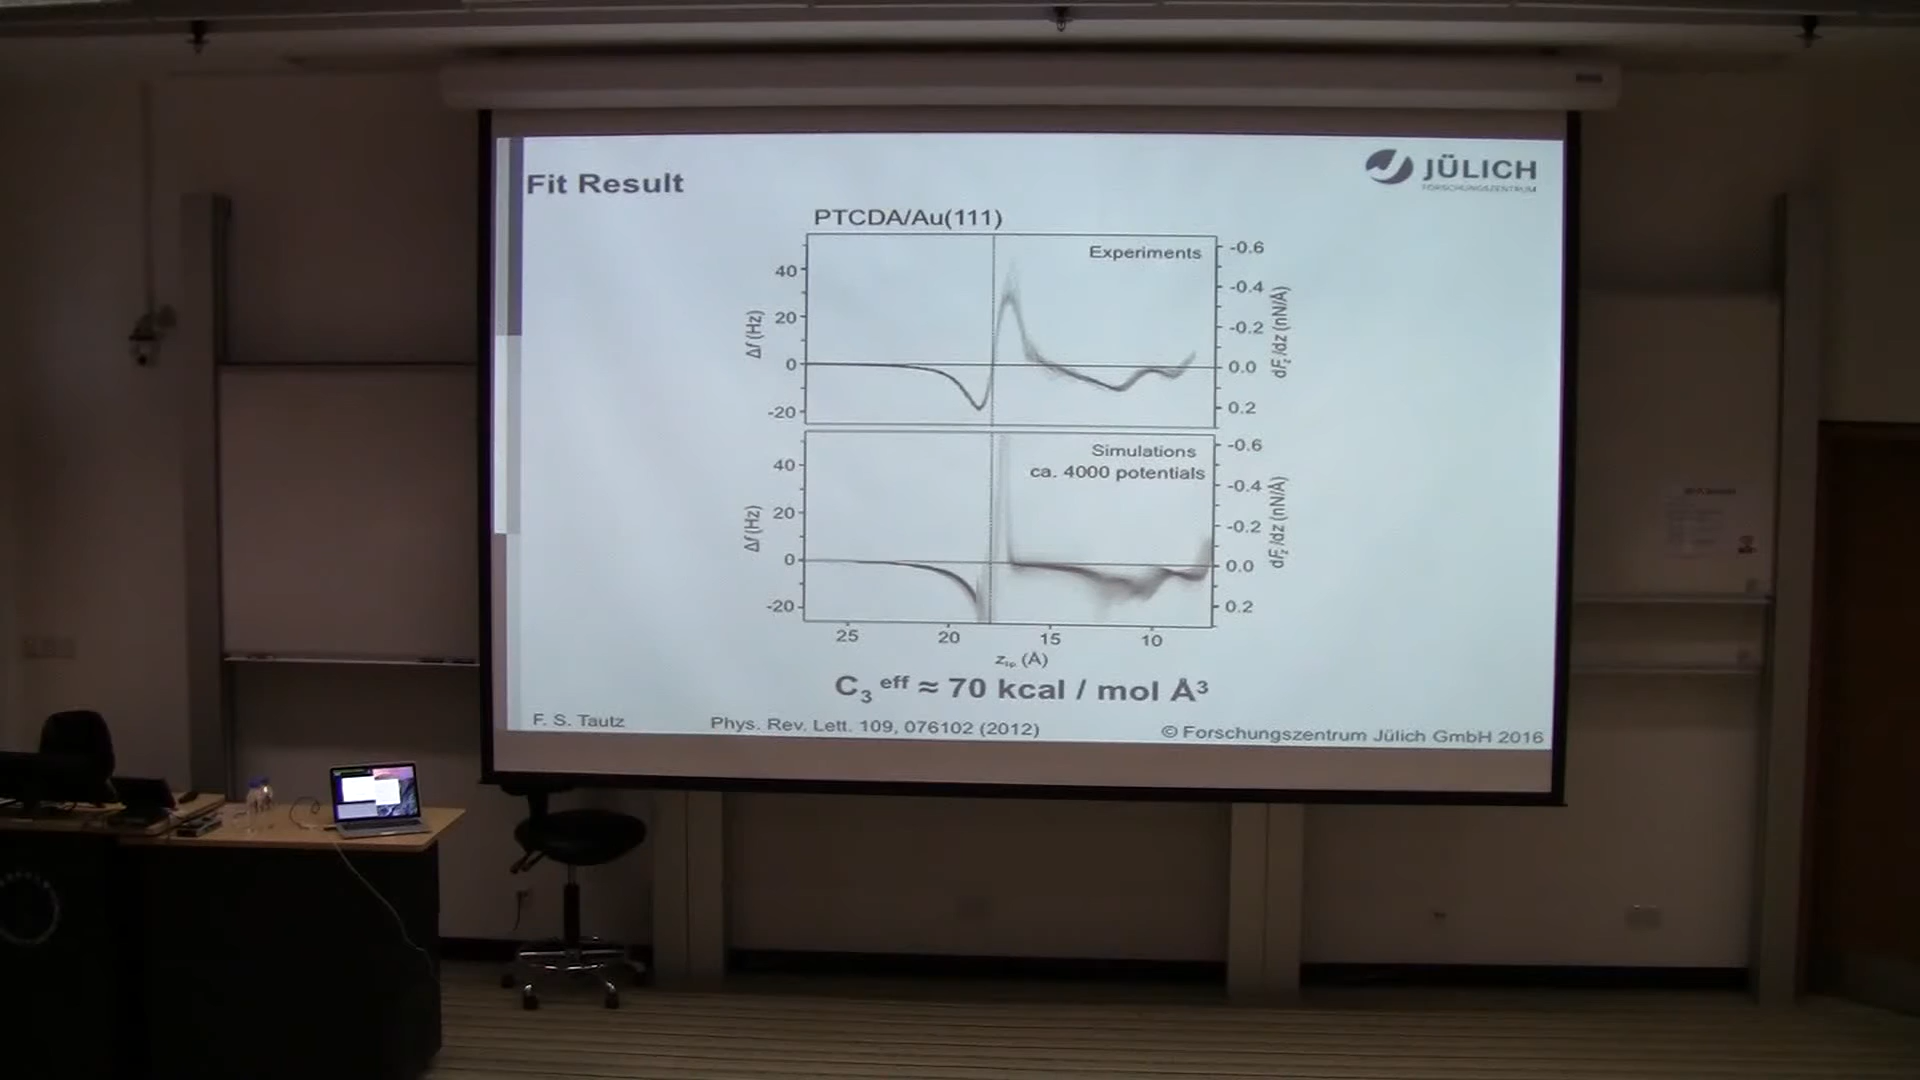 Fit Result
JÜLICH
FORSCHUNGSZENTRUM
PTCDA/Au(111)
Experiments
40
20
0
-20
Δf (Hz)
-0.6
-0.4
-0.2
0.0
0.2
dFz/dz (nN/Å)
Simulations
ca. 4000 potentials
40
20
0
-20
Δf (Hz)
-0.6
-0.4
-0.2
0.0
0.2
dFz/dz (nN/Å)
25 20 15 10
(Å)
C₃ eff ≈ 70 kcal / mol Å³
F. S. Tautz Phys. Rev. Lett. 109, 076102 (2012) © Forschungszentrum Jülich GmbH 2016